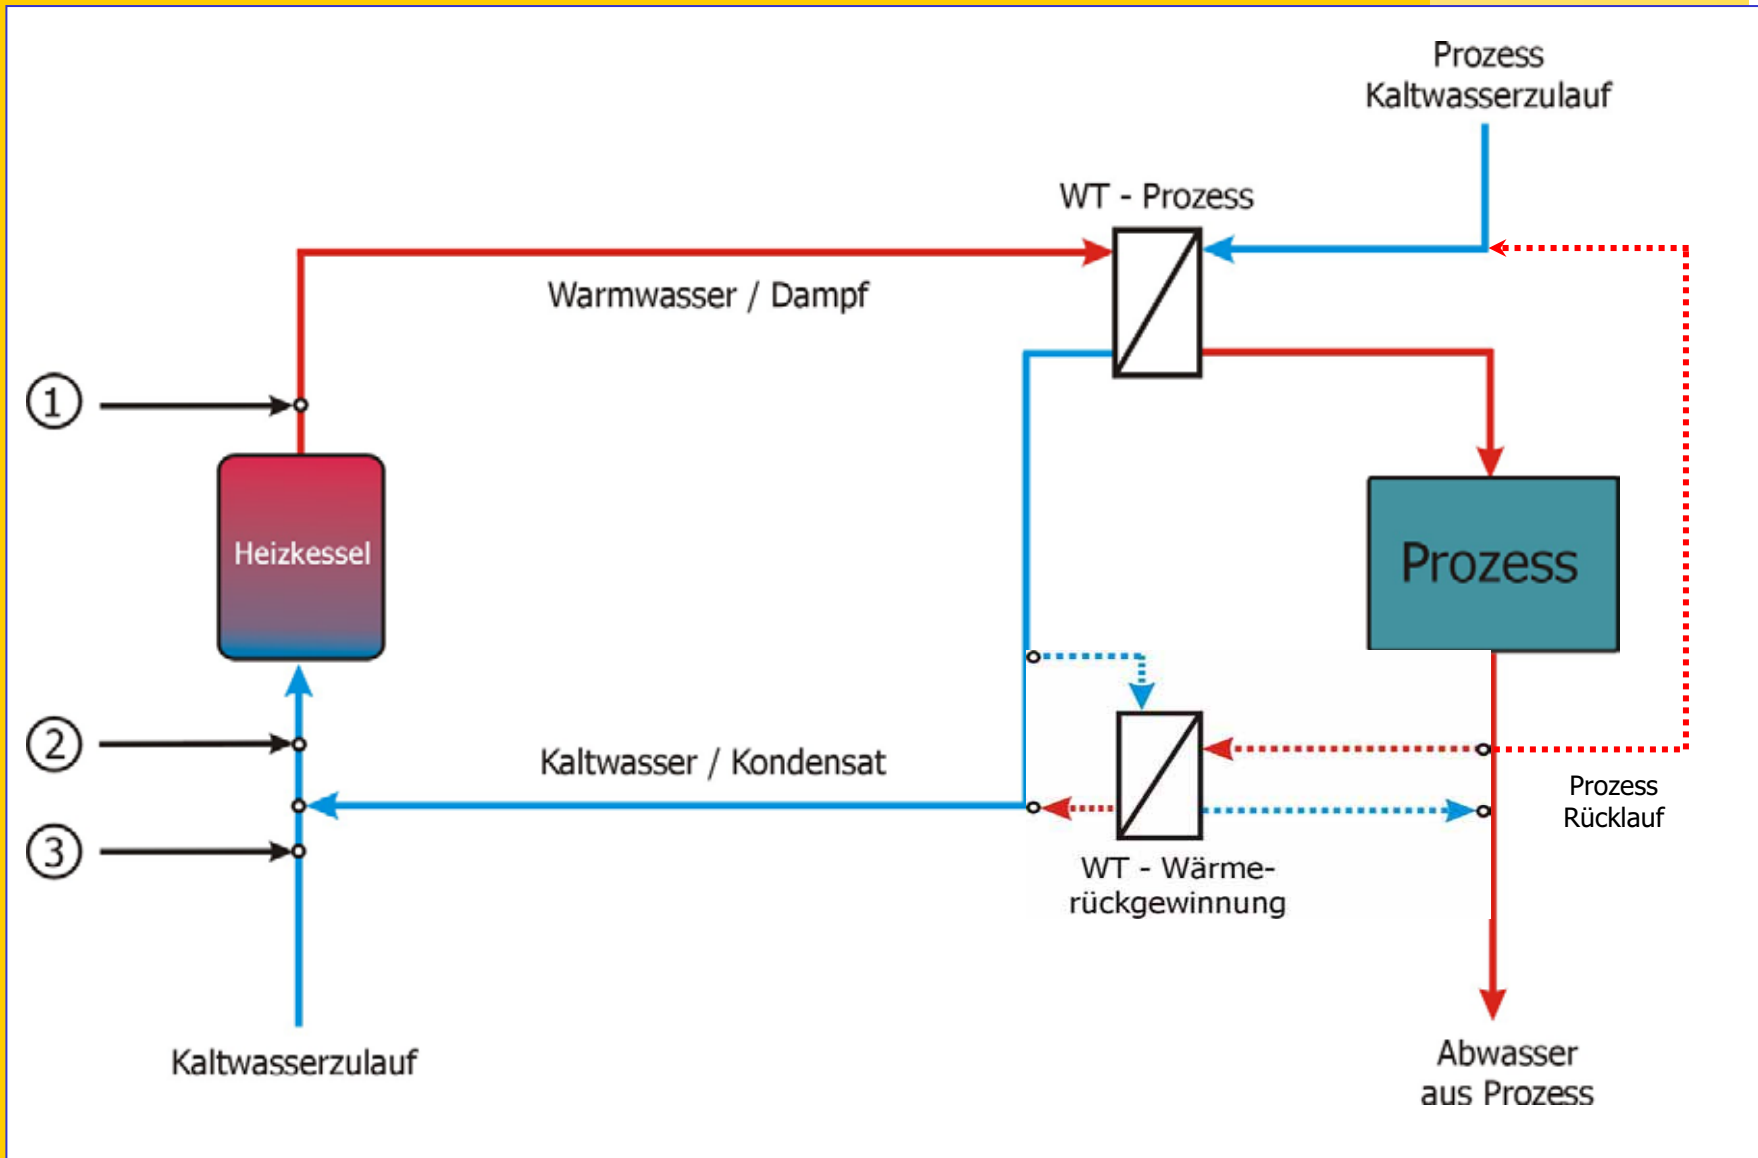 Prozess
Kaltwasserzulauf
WT - Prozess
Warmwasser / Dampf
1
Heizkessel
Prozess
2
Kaltwasser / Kondensat
Prozess
Rücklauf
3
WT - Wärme-
rückgewinnung
Kaltwasserzulauf
Abwasser
aus Prozess